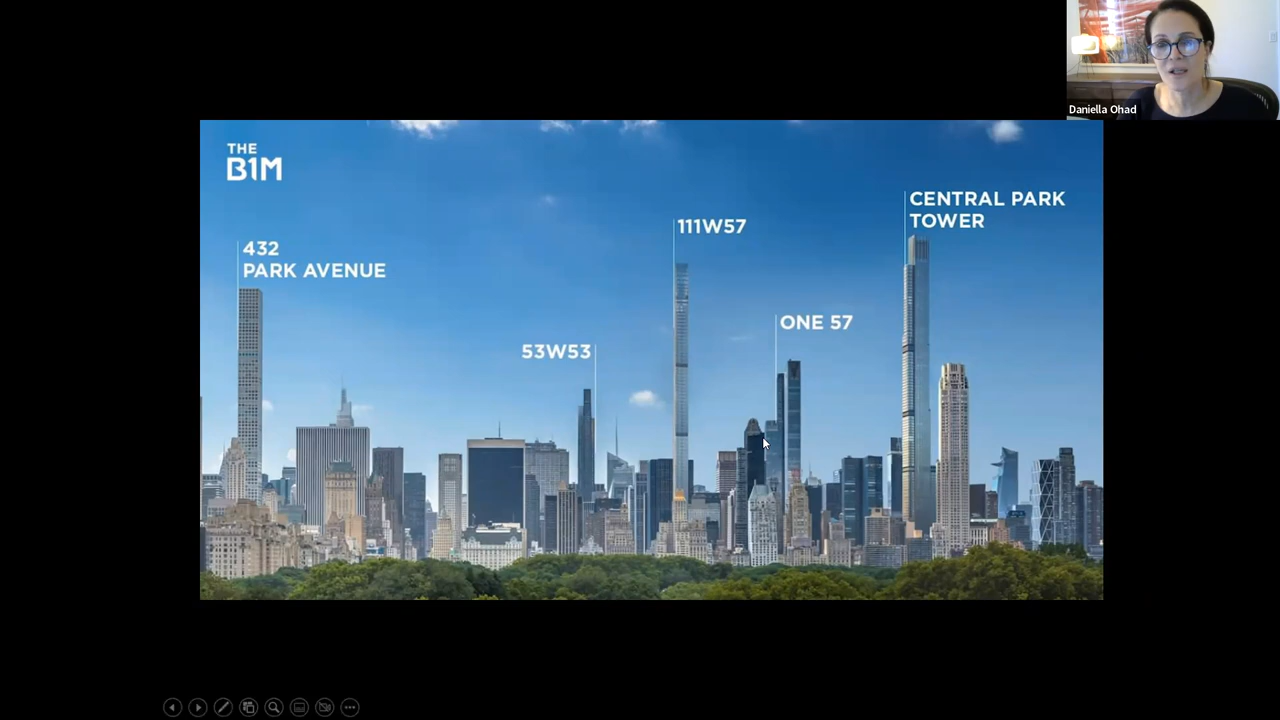 Daniella Ohad
THE
B1M
432
PARK AVENUE
53W53
111W57
ONE 57
CENTRAL PARK
TOWER